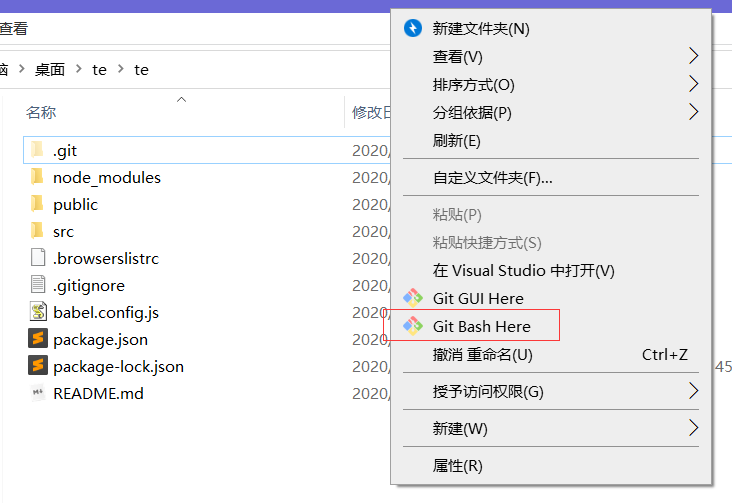 查看
脑 › 桌面 › te › te
名称
修改日
.git 2020/
node_modules 2020/
public 2020/
src 2020/
.browserslistrc 2020/
.gitignore 2020/
babel.config.js 2020/
package.json 2020/
package-lock.json 2020/ 45
README.md 2020/
新建文件夹(N)
查看(V)
排序方式(O)
分组依据(P)
刷新(E)
自定义文件夹(F)...
粘贴(P)
粘贴快捷方式(S)
在 Visual Studio 中打开(V)
Git GUI Here
Git Bash Here
撤消 重命名(U) Ctrl+Z
授予访问权限(G)
新建(W)
属性(R)